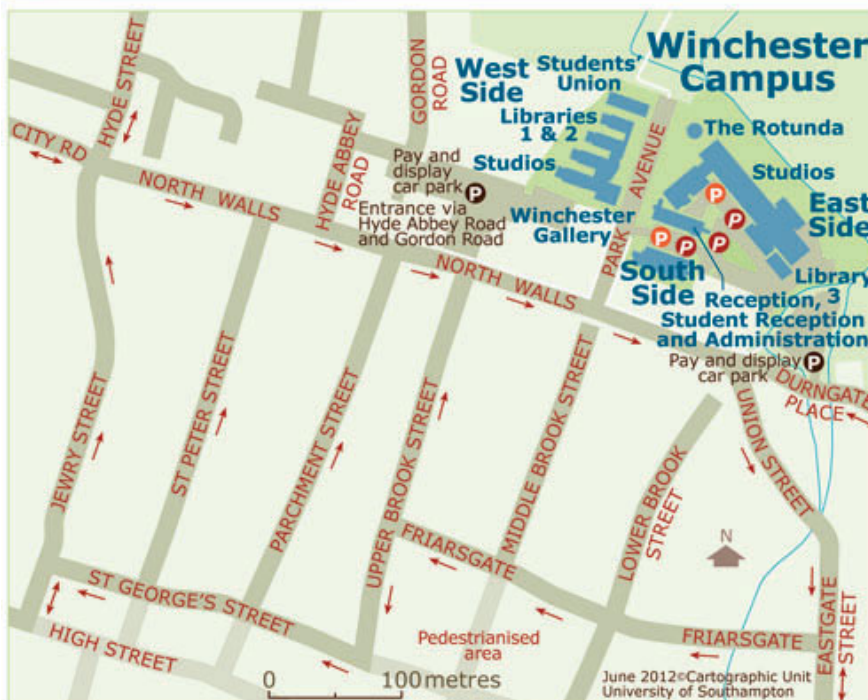 Winchester
Campus
West
Side
Students'
Union
Libraries
1 & 2
Studios
The Rotunda
Studios
East
Side
Winchester
Gallery
South
Side
Library
3
Reception,
Student Reception
and Administration
Pay and
display
car park
P
Entrance via
Hyde Abbey Road
and Gordon Road
P
P
P
P
P
Pay and display
car park
P
HYDE STREET
CITY RD
NORTH WALLS
HYDE ABBEY
ROAD
GORDON
ROAD
PARK AVENUE
NORTH WALLS
DURNGATE
PLACE
UNION STREET
JEWRY STREET
ST PETER STREET
PARCHMENT STREET
UPPER BROOK STREET
MIDDLE BROOK STREET
LOWER BROOK
STREET
FRIARSGATE
N
ST GEORGE'S STREET
HIGH STREET
Pedestrianised
area
FRIARSGATE
EASTGATE
STREET
0 100 metres
June 2012©Cartographic Unit
University of Southampton